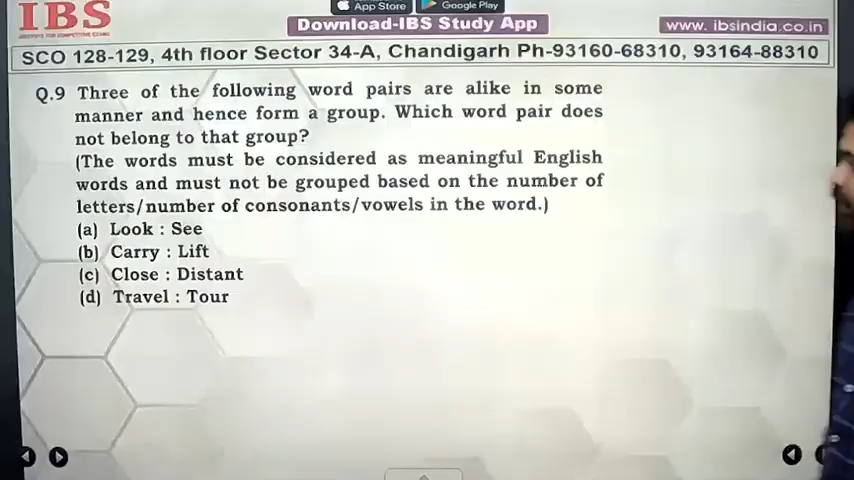 IBS
App Store
Google Play
Download-IBS Study App
www. ibsindia.co.in
SCO 128-129, 4th floor Sector 34-A, Chandigarh Ph-93160-68310, 93164-88310
Q.9 Three of the following word pairs are alike in some
manner and hence form a group. Which word pair does
not belong to that group?
(The words must be considered as meaningful English
words and must not be grouped based on the number of
letters/number of consonants/vowels in the word.)
(a) Look : See
(b) Carry : Lift
(c) Close : Distant
(d) Travel : Tour